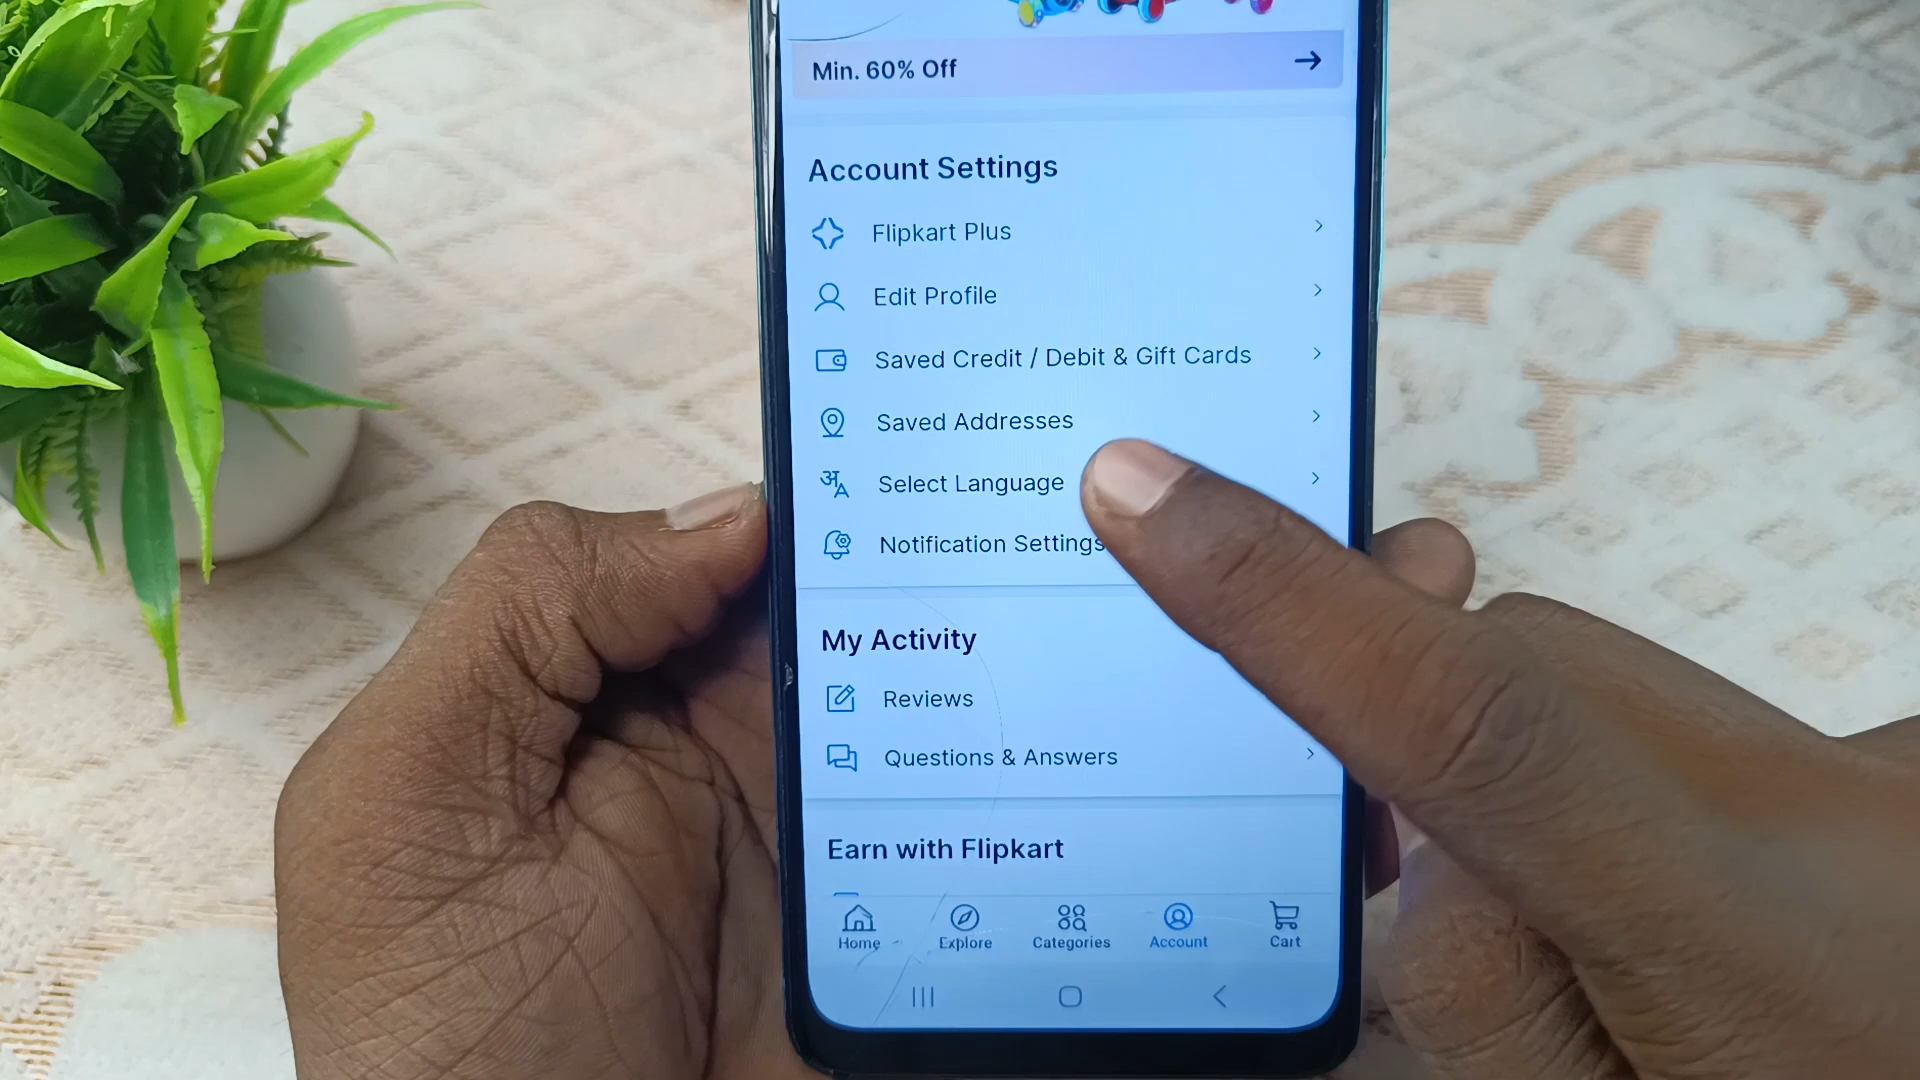 Min. 60% Off
Account Settings
Flipkart Plus
Edit Profile
Saved Credit / Debit & Gift Cards
Saved Addresses
Select Language
Notification Settings
My Activity
Reviews
Questions & Answers
Earn with Flipkart
Home Explore Categories Account Cart